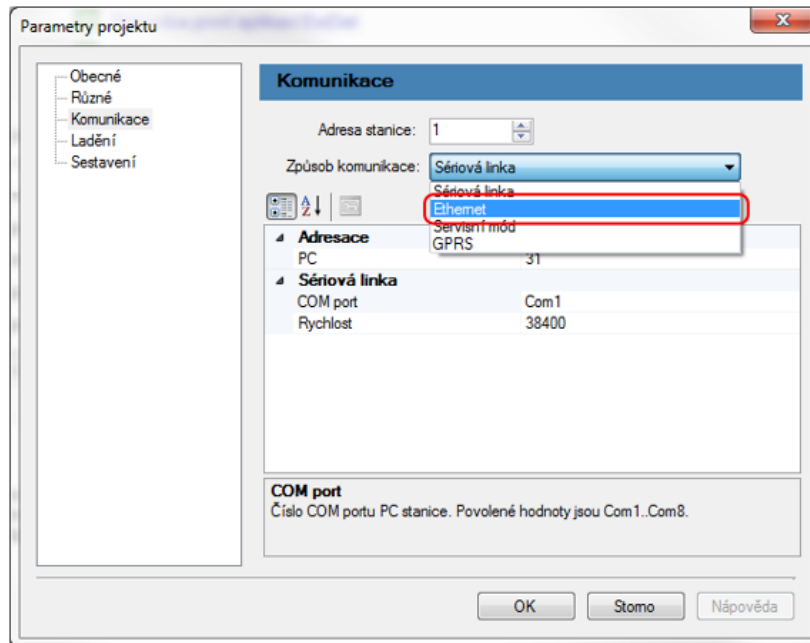 Parametry projektu
Obecné
Různé
Komunikace
Ladění
Sestavení
Komunikace
Adresa stanice: 1
Způsob komunikace: Sériová linka
Sériová linka
Ethernet
Servisní mód
GPRS
Adresace
PC 31
Sériová linka
COM port Com1
Rychlost 38400
COM port
Číslo COM portu PC stanice. Povolené hodnoty jsou Com1..Com8.
OK Storno Nápověda